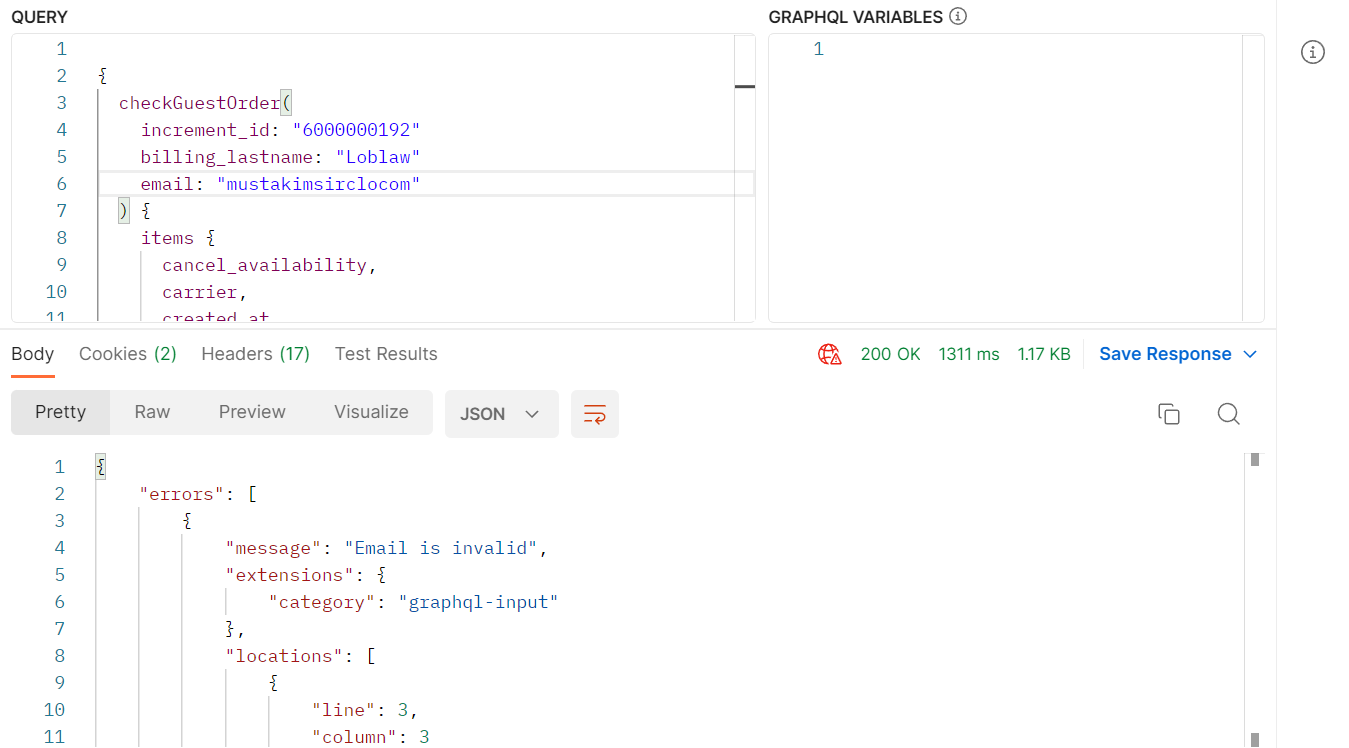 QUERY
GRAPHQL VARIABLES
1
2 {
3 checkGuestOrder(
4 increment_id: "6000000192"
5 billing_lastname: "Loblaw"
6 email: "mustakimsirclocom"
7 ) {
8 items {
9 cancel_availability,
10 carrier,
11 created_at
1
Body Cookies (2) Headers (17) Test Results
200 OK 1311 ms 1.17 KB Save Response
Pretty Raw Preview Visualize JSON
1 {
2 "errors": [
3 {
4 "message": "Email is invalid",
5 "extensions": {
6 "category": "graphql-input"
7 },
8 "locations": [
9 {
10 "line": 3,
11 "column": 3